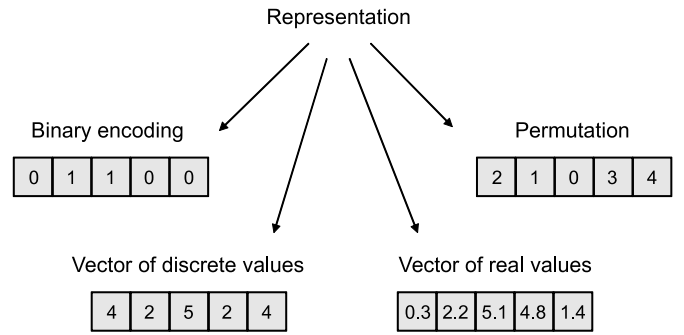 Representation
Binary encoding
0 1 1 0 0
Permutation
2 1 0 3 4
Vector of discrete values
4 2 5 2 4
Vector of real values
0.3 2.2 5.1 4.8 1.4